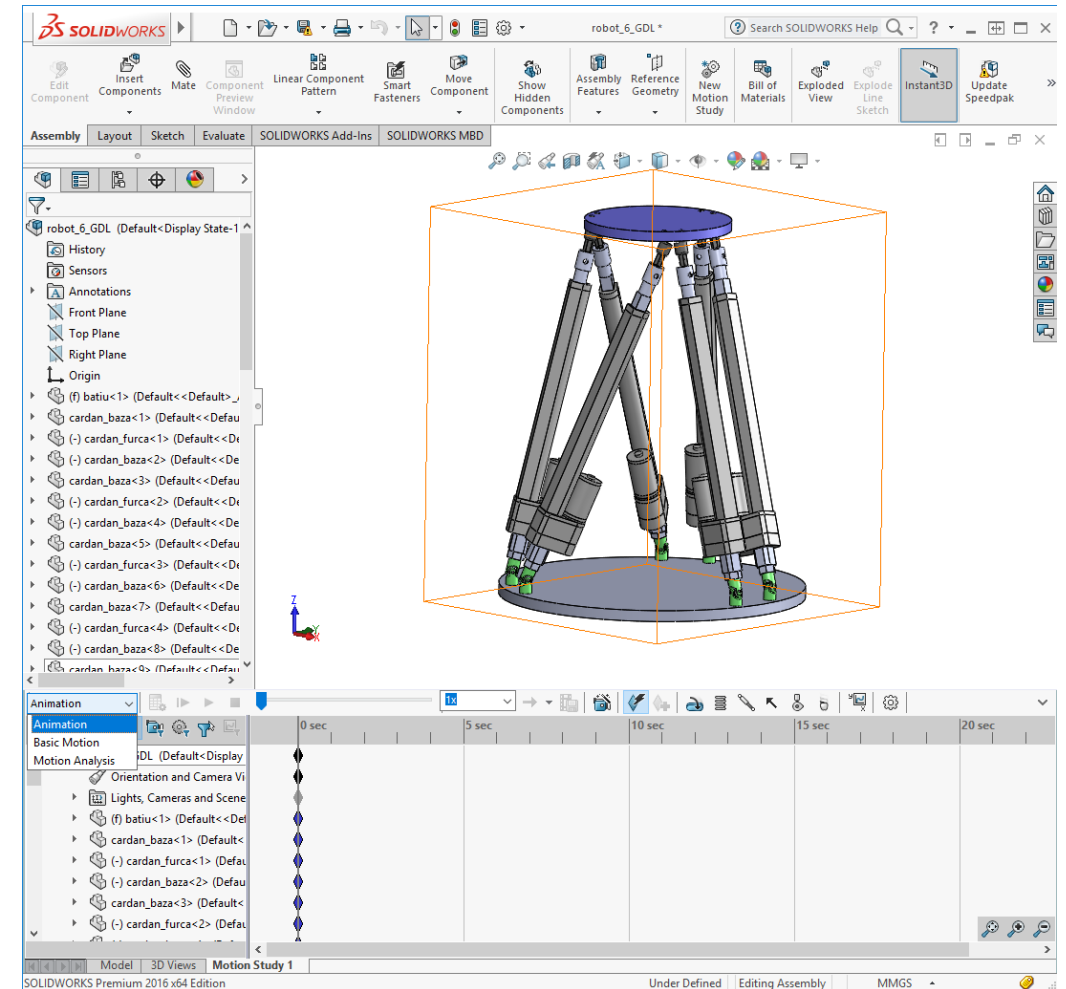 SOLIDWORKS
robot_6_GDL *
Search SOLIDWORKS Help
?
Edit Component
Insert Components
Mate
Component Preview Window
Linear Component Pattern
Smart Fasteners
Move Component
Show Hidden Components
Assembly Features
Reference Geometry
New Motion Study
Bill of Materials
Exploded View
Explode Line Sketch
Instant3D
Update Speedpak
»
Assembly
Layout
Sketch
Evaluate
SOLIDWORKS Add-Ins
SOLIDWORKS MBD
robot_6_GDL (Default<Display State-1
History
Sensors
Annotations
Front Plane
Top Plane
Right Plane
Origin
(f) batiu<1> (Default<<Default>_
cardan_baza<1> (Default<<Defau
(-) cardan_furca<1> (Default<<De
(-) cardan_baza<2> (Default<<De
cardan_baza<3> (Default<<Defau
(-) cardan_furca<2> (Default<<De
(-) cardan_baza<4> (Default<<De
cardan_baza<5> (Default<<Defau
(-) cardan_furca<3> (Default<<De
(-) cardan_baza<6> (Default<<De
cardan_baza<7> (Default<<Defau
(-) cardan_furca<4> (Default<<De
(-) cardan_baza<8> (Default<<De
cardan_baza<9> (Default<<Defau
Z
Y
X
Animation
1x
Animation
Basic Motion
Motion Analysis
0 sec
5 sec
10 sec
15 sec
20 sec
GDL (Default<Display
Orientation and Camera Vi
Lights, Cameras and Scene
(f) batiu<1> (Default<<Def
cardan_baza<1> (Default<
(-) cardan_furca<1> (Defau
(-) cardan_baza<2> (Defau
cardan_baza<3> (Default<
(-) cardan_furca<2> (Defau
Model
3D Views
Motion Study 1
SOLIDWORKS Premium 2016 x64 Edition
Under Defined
Editing Assembly
MMGS